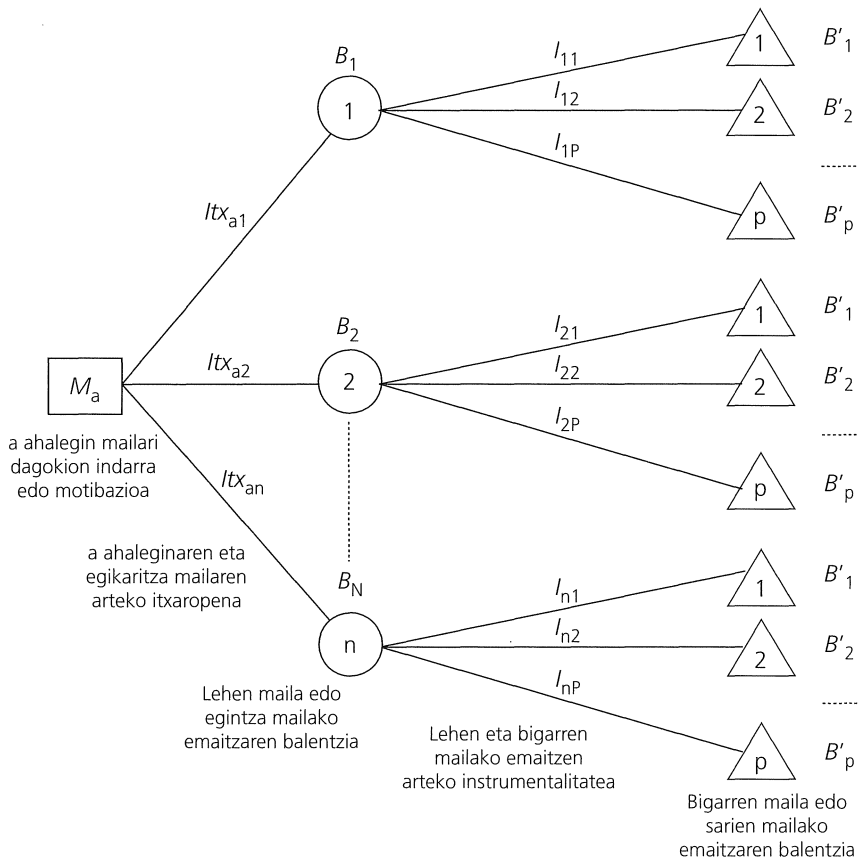 1 B'₁
B₁ I₁₁
I₁₂
1 2 B'₂
I₁P
Itxₐ₁ p B'ₚ
1 B'₁
B₂ I₂₁
Itxₐ₂ I₂₂
Mₐ 2 2 B'₂
I₂P
a ahalegin mailari
dagokion indarra
edo motibazioa
Itxₐₙ p B'ₚ
a ahaleginaren eta
egikaritza mailaren
arteko itxaropena
B_N Iₙ₁ 1 B'₁
Iₙ₂
n 2 B'₂
IₙP
Lehen maila edo
egintza mailako
emaitzaren balentzia
Lehen eta bigarren
mailako emaitzen
arteko instrumentalitatea
p B'ₚ
Bigarren maila edo
sarien mailako
emaitzaren balentzia